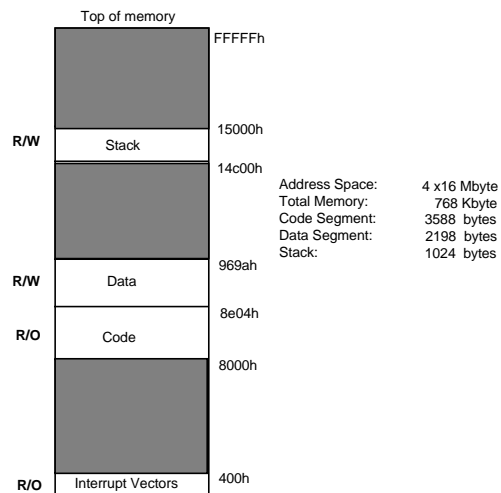 Top of memory
FFFFFh
15000h
R/W
Stack
14c00h
Address Space: 4 x16 Mbyte
Total Memory: 768 Kbyte
Code Segment: 3588 bytes
Data Segment: 2198 bytes
Stack: 1024 bytes
969ah
R/W
Data
8e04h
R/O
Code
8000h
400h
R/O
Interrupt Vectors